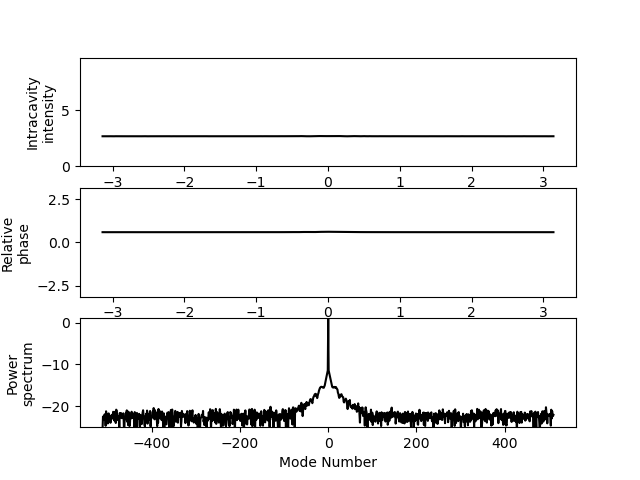 Intracavity
intensity
5
0
−3 −2 −1 0 1 2 3
Relative
phase
2.5
0.0
−2.5
−3 −2 −1 0 1 2 3
Power
spectrum
0
−10
−20
−400 −200 0 200 400
Mode Number